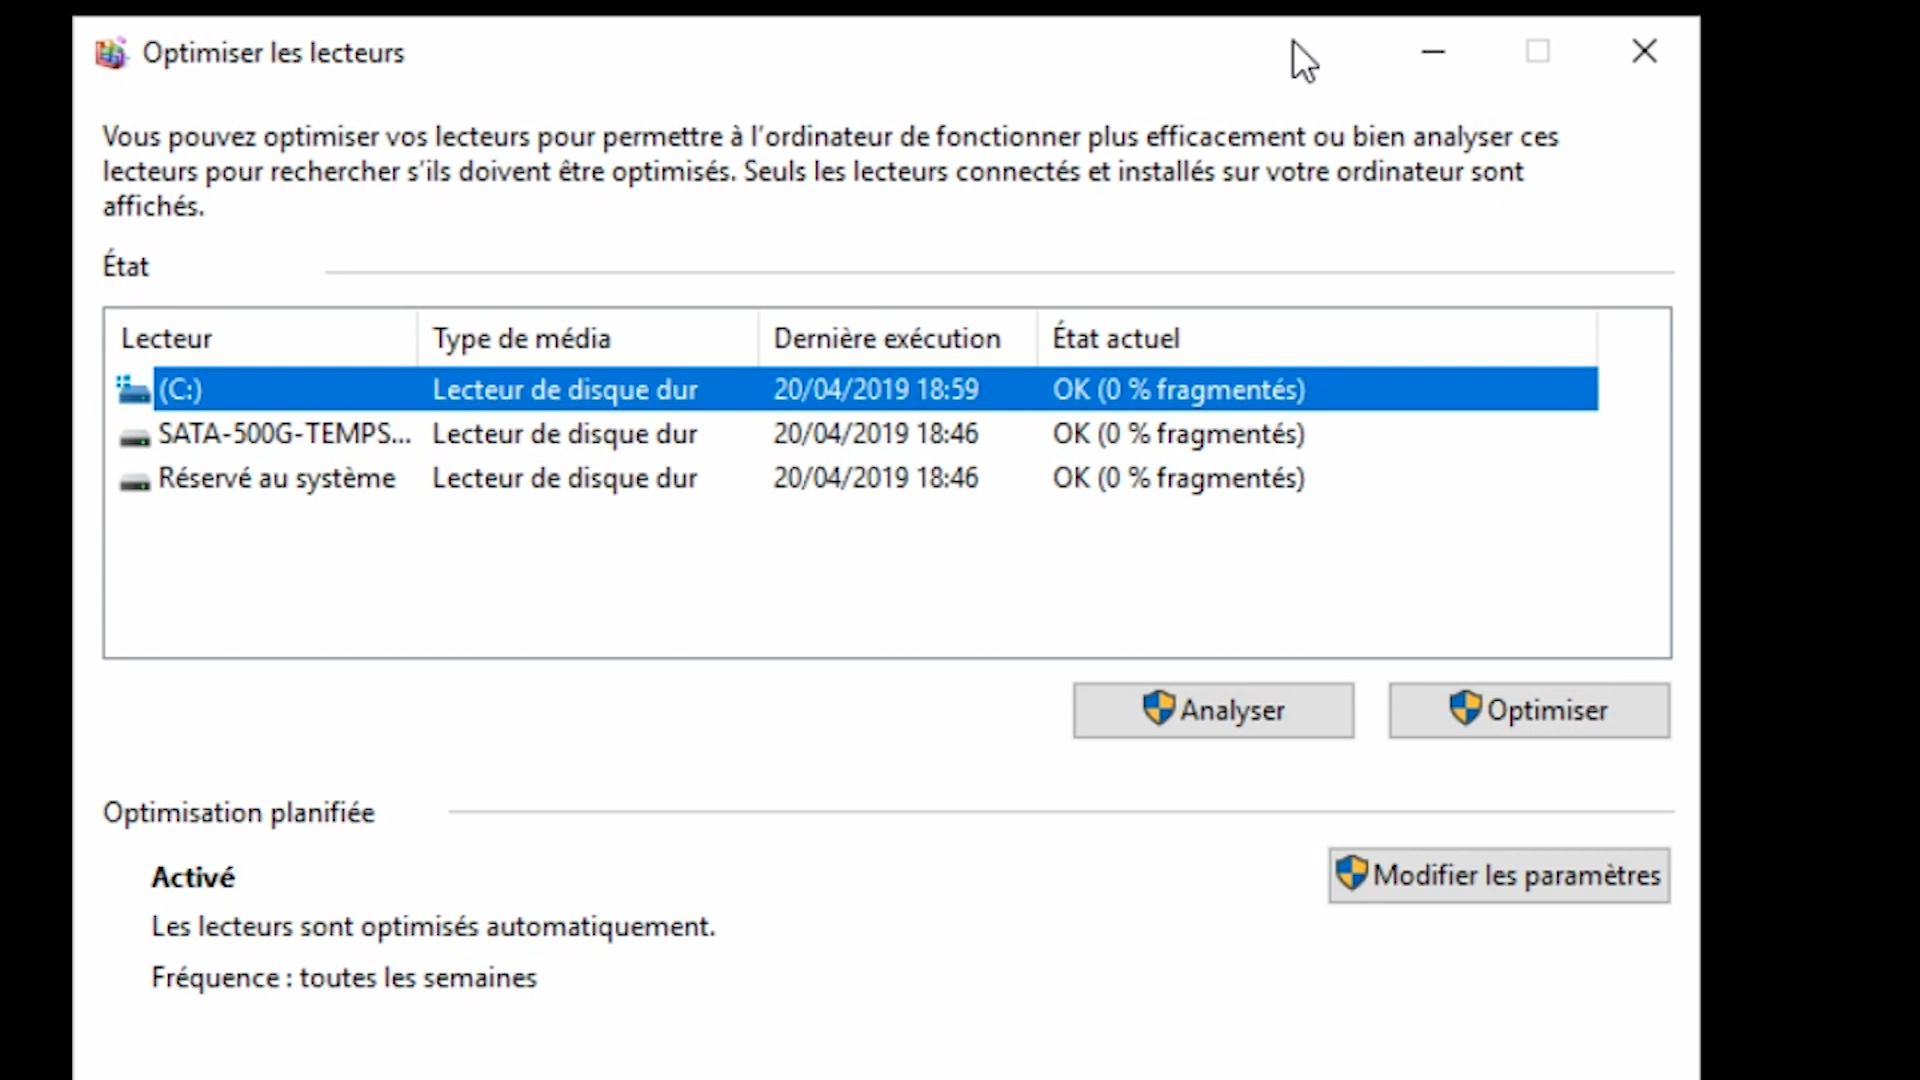 Optimiser les lecteurs
Vous pouvez optimiser vos lecteurs pour permettre à l'ordinateur de fonctionner plus efficacement ou bien analyser ces
lecteurs pour rechercher s'ils doivent être optimisés. Seuls les lecteurs connectés et installés sur votre ordinateur sont
affichés.
État
Lecteur Type de média Dernière exécution État actuel
(C:) Lecteur de disque dur 20/04/2019 18:59 OK (0 % fragmentés)
SATA-500G-TEMPS... Lecteur de disque dur 20/04/2019 18:46 OK (0 % fragmentés)
Réservé au système Lecteur de disque dur 20/04/2019 18:46 OK (0 % fragmentés)
Analyser Optimiser
Optimisation planifiée
Activé
Modifier les paramètres
Les lecteurs sont optimisés automatiquement.
Fréquence : toutes les semaines